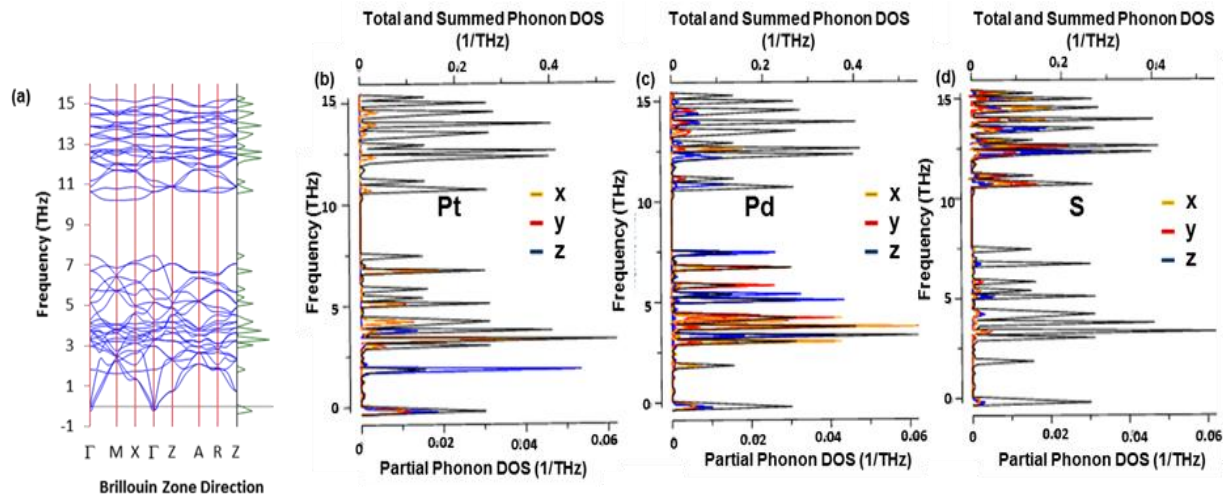 (a)
Frequency (THz)
15
13
11
9
7
5
3
1
-1
Γ M X Γ Z A R Z
Brillouin Zone Direction
Total and Summed Phonon DOS
(1/THz)
0 0.2 0.4
(b)
Frequency (THz)
15
10
5
0
Pt
x
y
z
0 0.02 0.04 0.06
Partial Phonon DOS (1/THz)
Total and Summed Phonon DOS
(1/THz)
0 0.2 0.4
(c)
Frequency (THz)
15
10
5
0
Pd
x
y
z
0 0.02 0.04 0.06
Partial Phonon DOS (1/THz)
Total and Summed Phonon DOS
(1/THz)
0 0.2 0.4
(d)
Frequency (THz)
15
10
5
0
S
x
y
z
0 0.02 0.04 0.06
Partial Phonon DOS (1/THz)